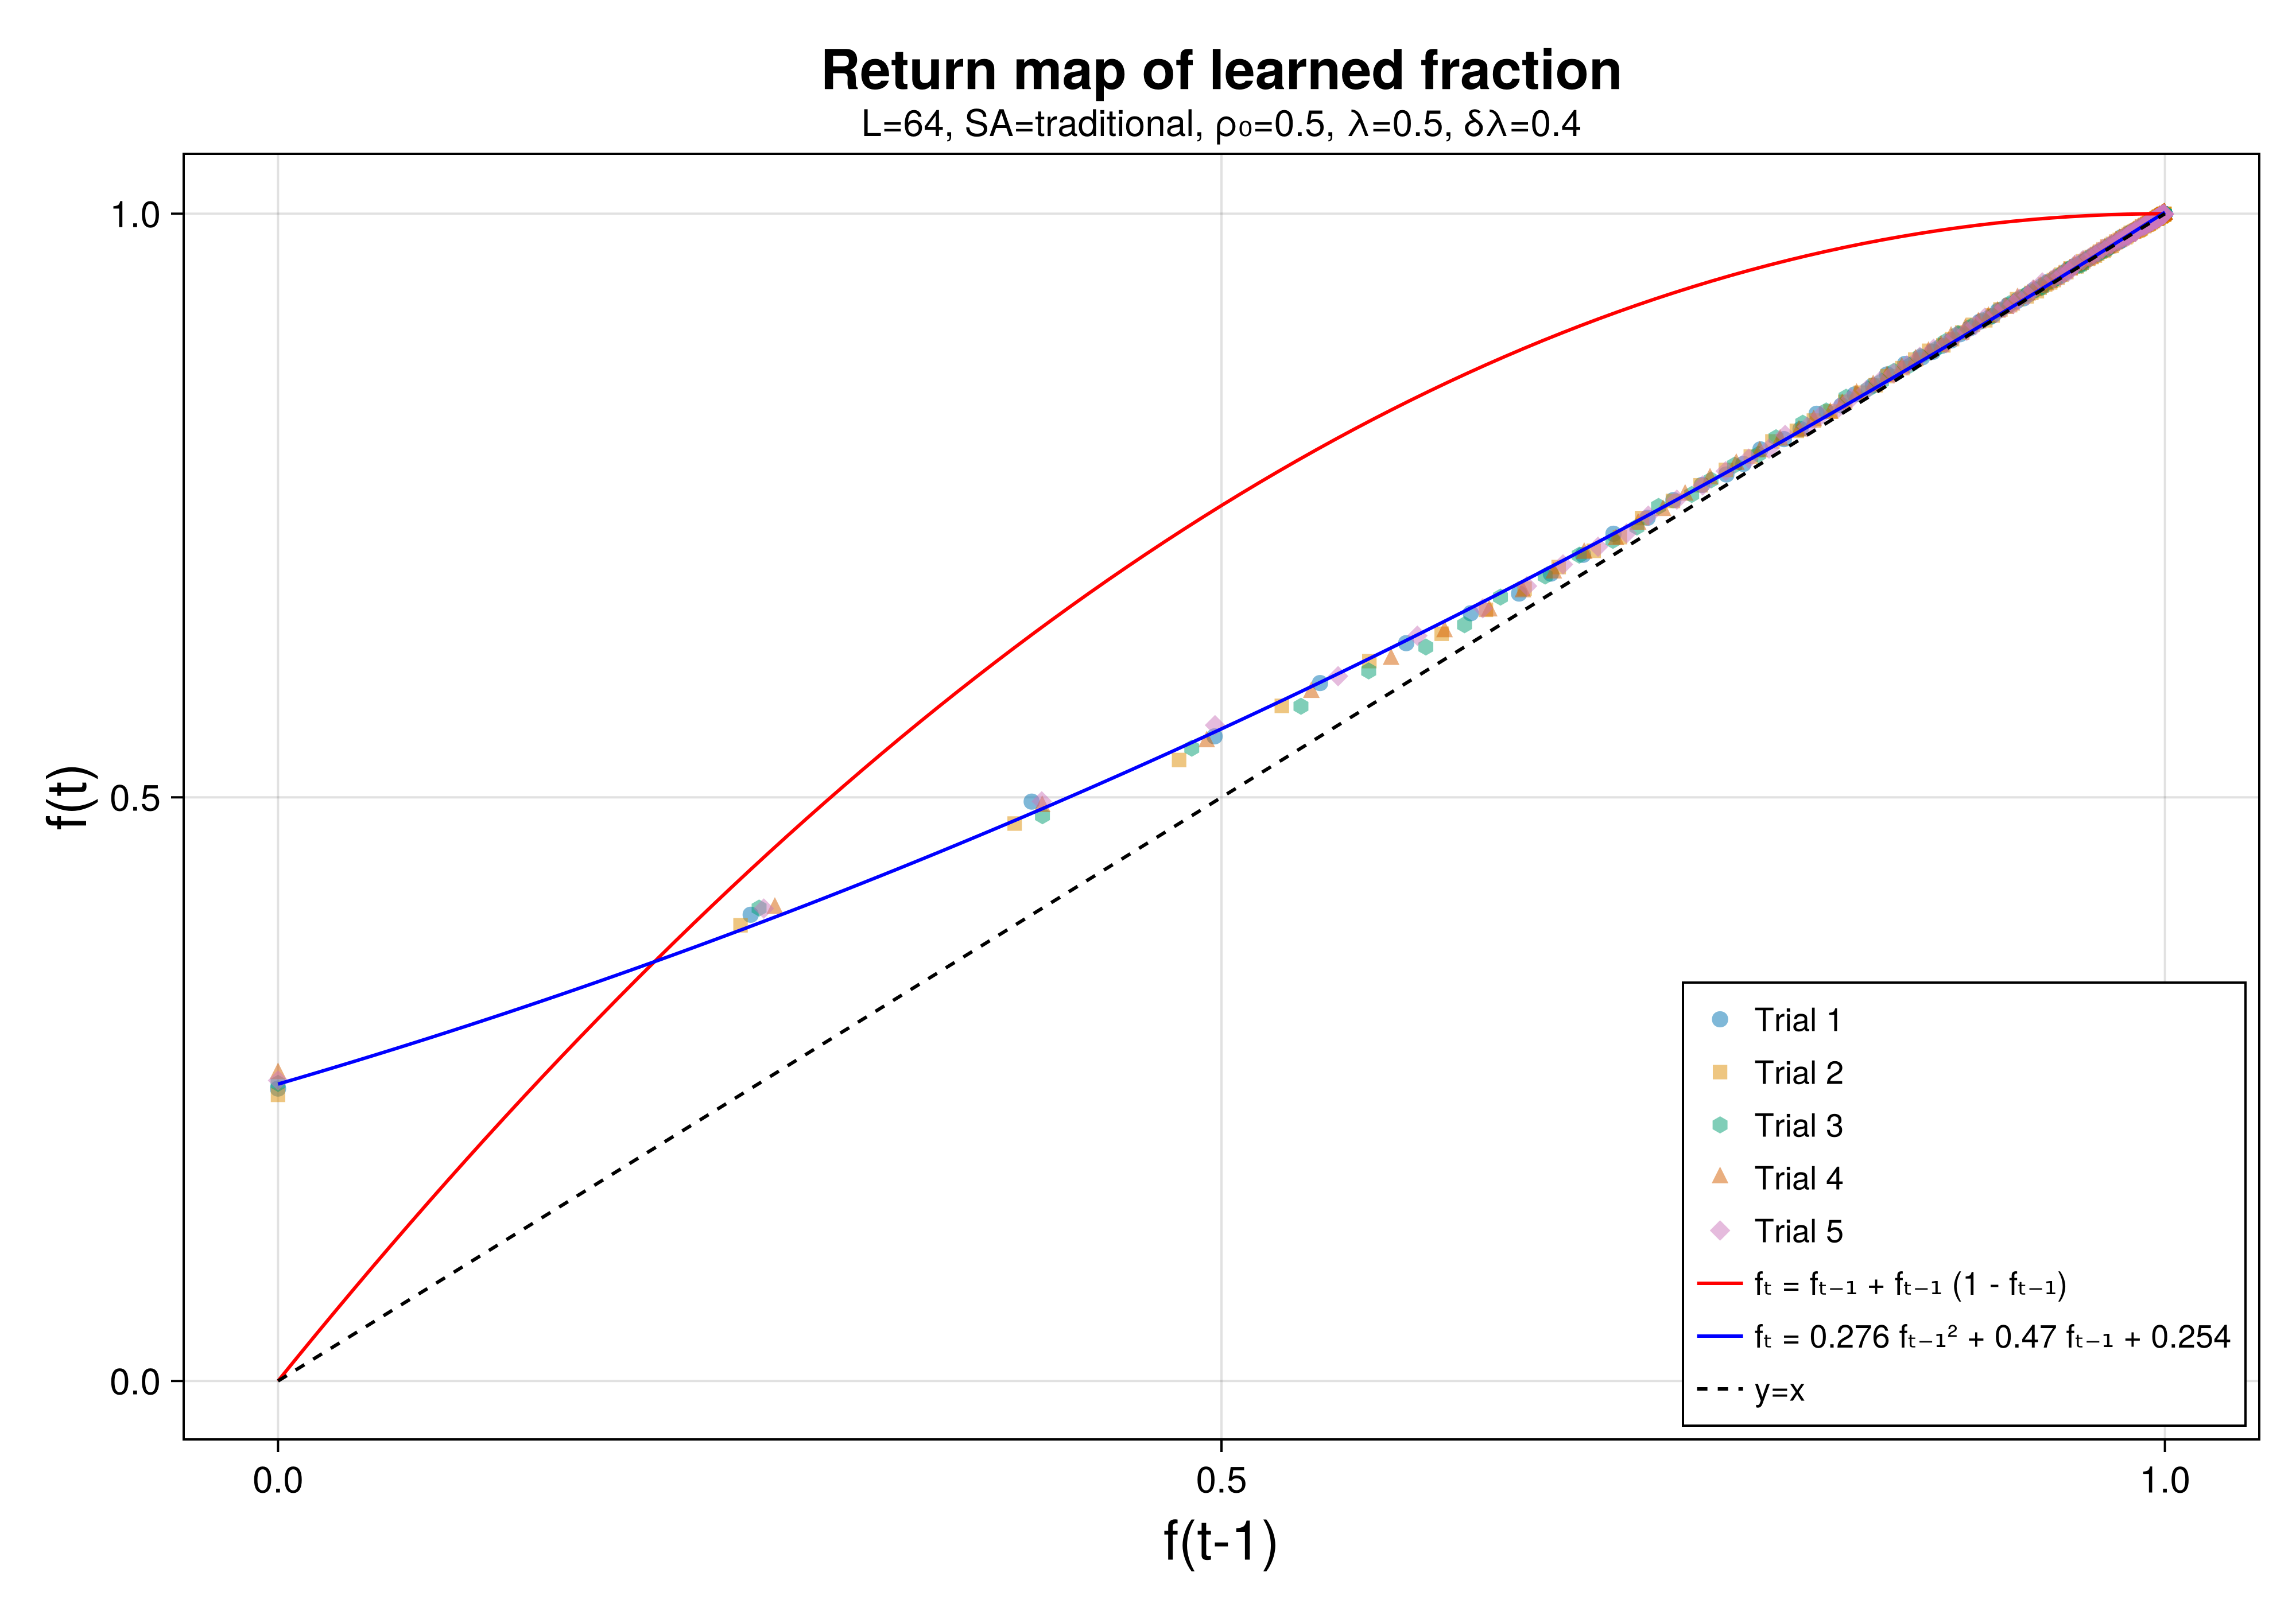 Return map of learned fraction
L=64, SA=traditional, ρ₀=0.5, λ=0.5, δλ=0.4
f(t)
1.0
0.5
0.0
0.0
0.5
1.0
f(t-1)
Trial 1
Trial 2
Trial 3
Trial 4
Trial 5
fₜ = fₜ₋₁ + fₜ₋₁ (1 - fₜ₋₁)
fₜ = 0.276 fₜ₋₁² + 0.47 fₜ₋₁ + 0.254
y=x